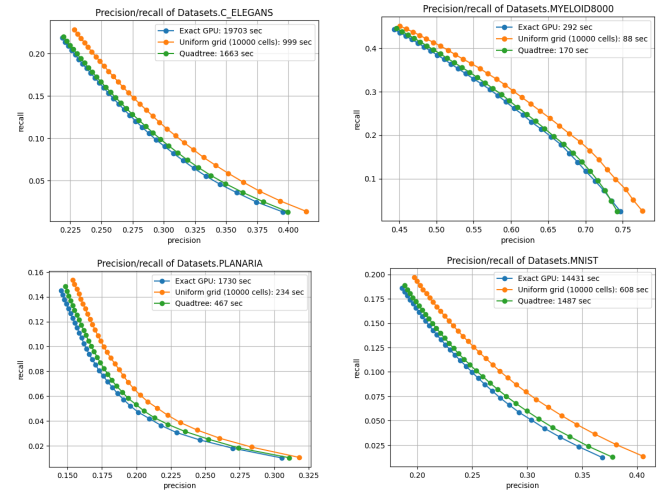 Precision/recall of Datasets.C_ELEGANS
Exact GPU: 19703 sec
Uniform grid (10000 cells): 999 sec
Quadtree: 1663 sec
recall
0.20
0.15
0.10
0.05
0.225 0.250 0.275 0.300 0.325 0.350 0.375 0.400
precision
Precision/recall of Datasets.MYELOID8000
Exact GPU: 292 sec
Uniform grid (10000 cells): 88 sec
Quadtree: 170 sec
recall
0.4
0.3
0.2
0.1
0.45 0.50 0.55 0.60 0.65 0.70 0.75
precision
Precision/recall of Datasets.PLANARIA
Exact GPU: 1730 sec
Uniform grid (10000 cells): 234 sec
Quadtree: 467 sec
recall
0.16
0.14
0.12
0.10
0.08
0.06
0.04
0.02
0.150 0.175 0.200 0.225 0.250 0.275 0.300 0.325
precision
Precision/recall of Datasets.MNIST
Exact GPU: 14431 sec
Uniform grid (10000 cells): 608 sec
Quadtree: 1487 sec
recall
0.200
0.175
0.150
0.125
0.100
0.075
0.050
0.025
0.20 0.25 0.30 0.35 0.40
precision